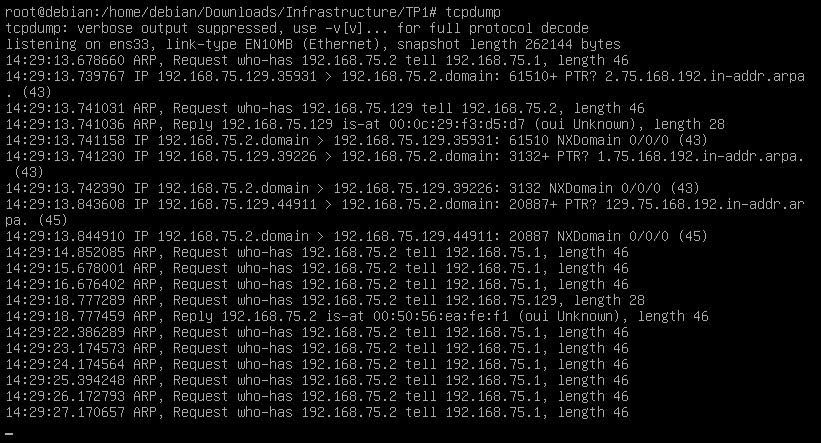 root@debian:/home/debian/Downloads/Infrastructure/TP1# tcpdump
tcpdump: verbose output suppressed, use -v[v]... for full protocol decode
listening on ens33, link-type EN10MB (Ethernet), snapshot length 262144 bytes
14:29:13.678660 ARP, Request who-has 192.168.75.2 tell 192.168.75.1, length 46
14:29:13.739767 IP 192.168.75.129.35931 > 192.168.75.2.domain: 61510+ PTR? 2.75.168.192.in-addr.arpa
. (43)
14:29:13.741031 ARP, Request who-has 192.168.75.129 tell 192.168.75.2, length 46
14:29:13.741036 ARP, Reply 192.168.75.129 is-at 00:0c:29:f3:d5:d7 (oui Unknown), length 28
14:29:13.741158 IP 192.168.75.2.domain > 192.168.75.129.35931: 61510 NXDomain 0/0/0 (43)
14:29:13.741230 IP 192.168.75.129.39226 > 192.168.75.2.domain: 3132+ PTR? 1.75.168.192.in-addr.arpa.
(43)
14:29:13.742390 IP 192.168.75.2.domain > 192.168.75.129.39226: 3132 NXDomain 0/0/0 (43)
14:29:13.843608 IP 192.168.75.129.44911 > 192.168.75.2.domain: 20887+ PTR? 129.75.168.192.in-addr.ar
pa. (45)
14:29:13.844910 IP 192.168.75.2.domain > 192.168.75.129.44911: 20887 NXDomain 0/0/0 (45)
14:29:14.852085 ARP, Request who-has 192.168.75.2 tell 192.168.75.1, length 46
14:29:15.678001 ARP, Request who-has 192.168.75.2 tell 192.168.75.1, length 46
14:29:16.676402 ARP, Request who-has 192.168.75.2 tell 192.168.75.1, length 46
14:29:18.777289 ARP, Request who-has 192.168.75.2 tell 192.168.75.129, length 28
14:29:18.777459 ARP, Reply 192.168.75.2 is-at 00:50:56:ea:fe:f1 (oui Unknown), length 46
14:29:22.386289 ARP, Request who-has 192.168.75.2 tell 192.168.75.1, length 46
14:29:23.174573 ARP, Request who-has 192.168.75.2 tell 192.168.75.1, length 46
14:29:24.174564 ARP, Request who-has 192.168.75.2 tell 192.168.75.1, length 46
14:29:25.394248 ARP, Request who-has 192.168.75.2 tell 192.168.75.1, length 46
14:29:26.172793 ARP, Request who-has 192.168.75.2 tell 192.168.75.1, length 46
14:29:27.170657 ARP, Request who-has 192.168.75.2 tell 192.168.75.1, length 46